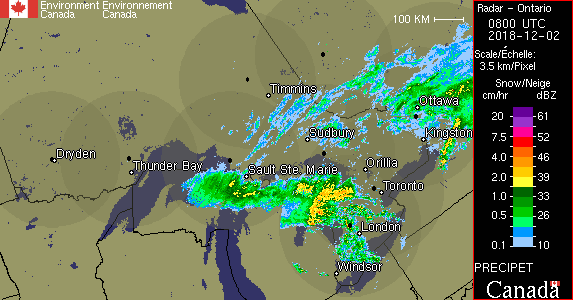 Environment Environnement
Canada Canada
100 KM
Radar - Ontario
0800 UTC
2018-12-02
Scale/Échelle:
3.5 km/Pixel
Snow/Neige
cm/hr dBZ
20 61
7.5 57
5.5 52
4.0 46
2.0 39
1.0 33
0.5 26
0.1 10
PRECIPET
Canada
Timmins
Ottawa
Sudbury
Kingston
Dryden
Thunder Bay
Sault Ste. Marie
Orillia
Toronto
London
Windsor